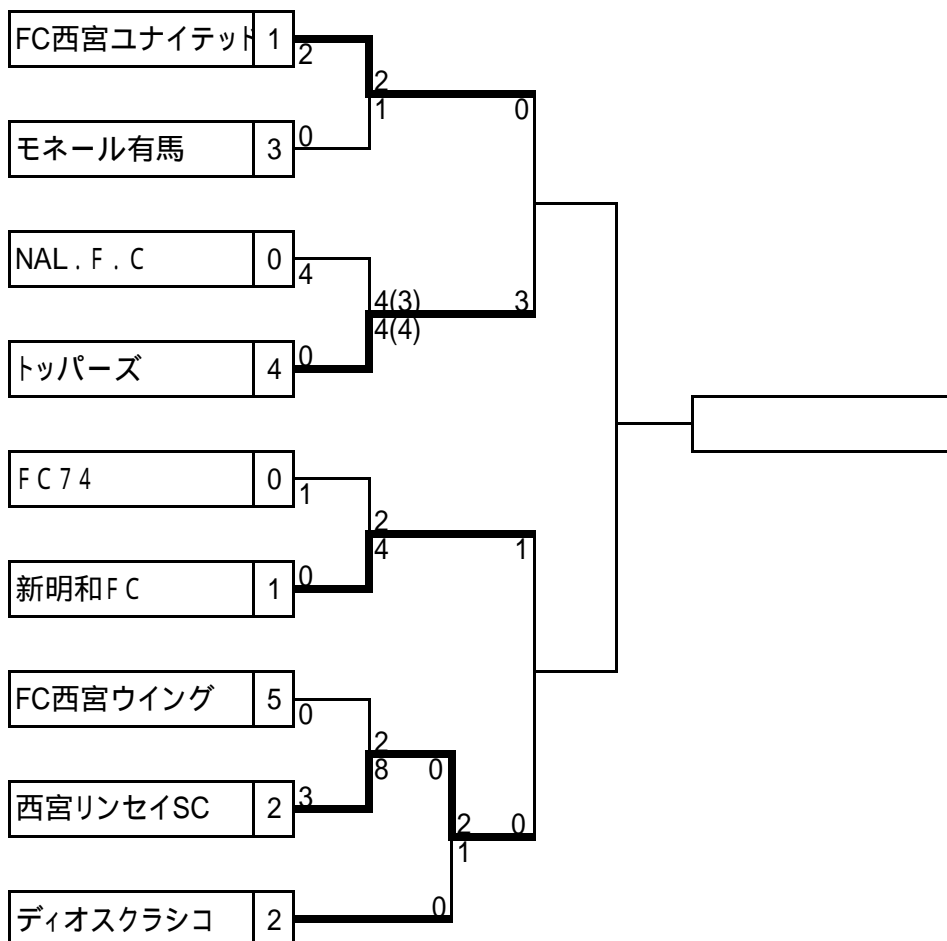 FC西宮ユナイテッド 1
2
2
1
0
モネール有馬 3
0
NAL．Ｆ．Ｃ 0
4
4(3)
4(4)
3
トッパーズ 4
0
ＦＣ７４ 0
1
2
4
1
新明和ＦＣ 1
0
FC西宮ウイング 5
0
2
8
0
西宮リンセイSC 2
3
2
1
0
ディオスクラシコ 2
0